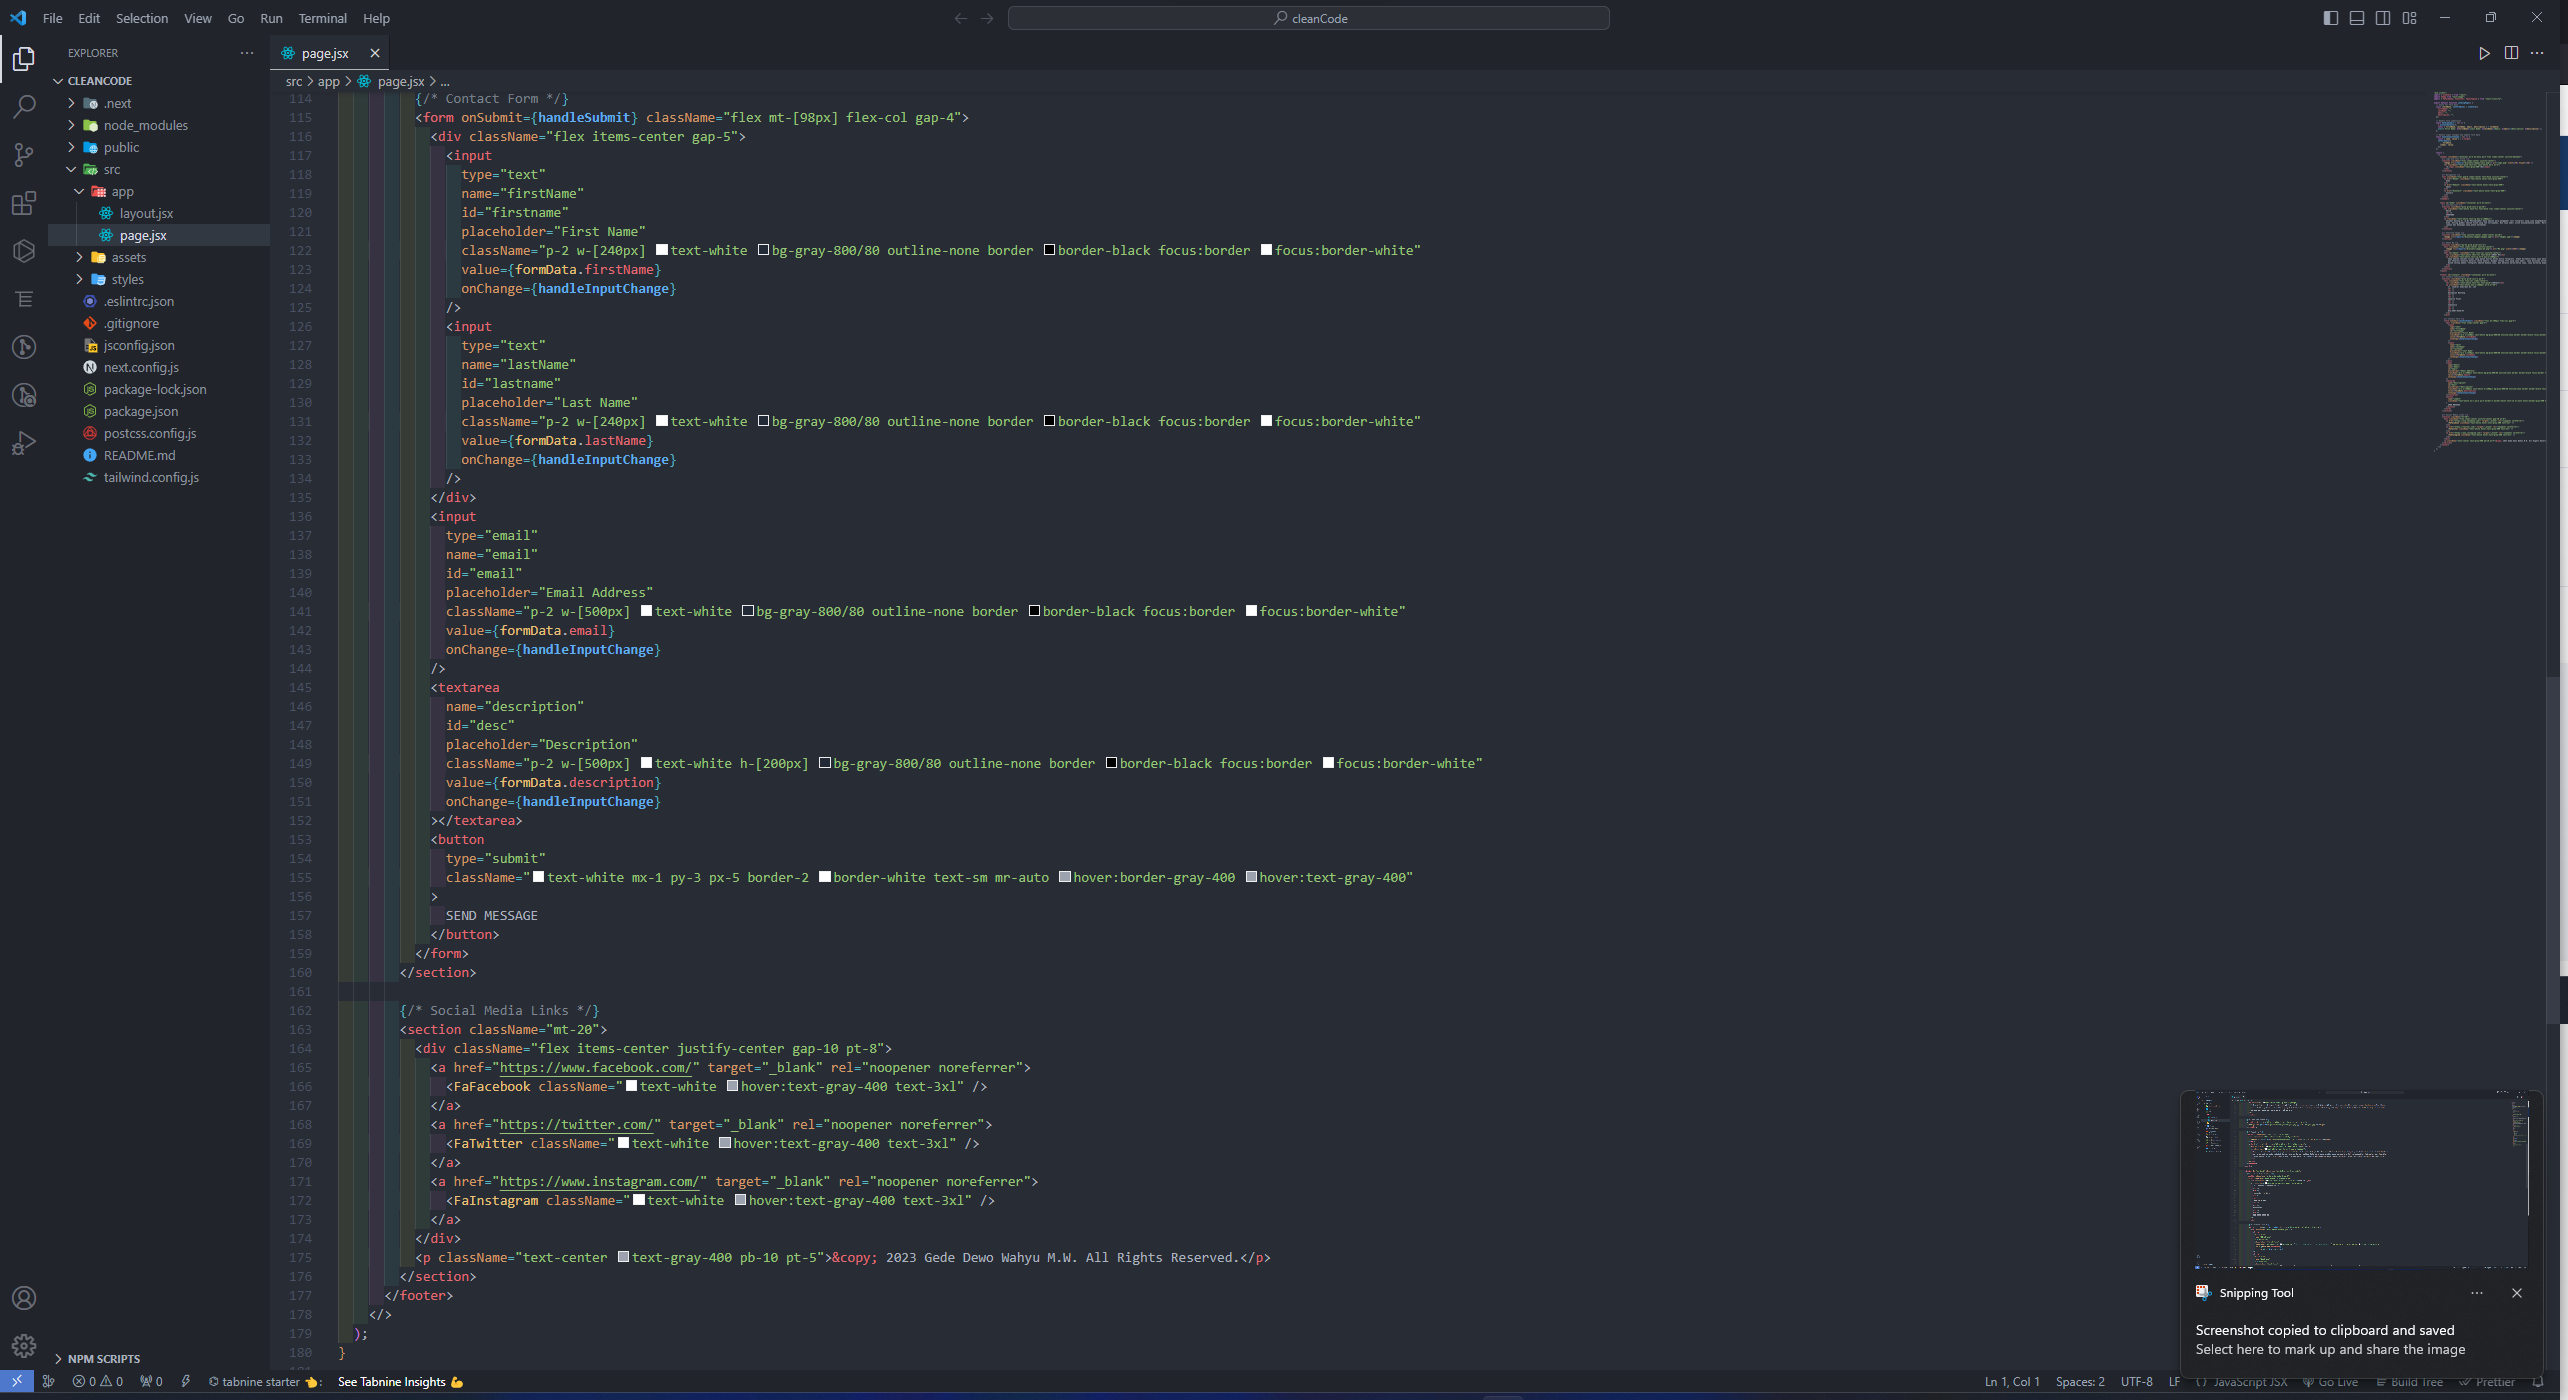 File Edit Selection View Go Run Terminal Help
cleanCode
EXPLORER
page.jsx
CLEANCODE
src > app > page.jsx > ...
.next
node_modules
public
src
app
layout.jsx
page.jsx
assets
styles
.eslintrc.json
.gitignore
jsconfig.json
next.config.js
package-lock.json
package.json
postcss.config.js
README.md
tailwind.config.js
NPM SCRIPTS
114 {/* Contact Form */}
115 <form onSubmit={handleSubmit} className="flex mt-[98px] flex-col gap-4">
116 <div className="flex items-center gap-5">
117 <input
118 type="text"
119 name="firstName"
120 id="firstname"
121 placeholder="First Name"
122 className="p-2 w-[240px] text-white bg-gray-800/80 outline-none border border-black focus:border focus:border-white"
123 value={formData.firstName}
124 onChange={handleInputChange}
125 />
126 <input
127 type="text"
128 name="lastName"
129 id="lastname"
130 placeholder="Last Name"
131 className="p-2 w-[240px] text-white bg-gray-800/80 outline-none border border-black focus:border focus:border-white"
132 value={formData.lastName}
133 onChange={handleInputChange}
134 />
135 </div>
136 <input
137 type="email"
138 name="email"
139 id="email"
140 placeholder="Email Address"
141 className="p-2 w-[500px] text-white bg-gray-800/80 outline-none border border-black focus:border focus:border-white"
142 value={formData.email}
143 onChange={handleInputChange}
144 />
145 <textarea
146 name="description"
147 id="desc"
148 placeholder="Description"
149 className="p-2 w-[500px] text-white h-[200px] bg-gray-800/80 outline-none border border-black focus:border focus:border-white"
150 value={formData.description}
151 onChange={handleInputChange}
152 ></textarea>
153 <button
154 type="submit"
155 className="text-white mx-1 py-3 px-5 border-2 border-white text-sm mr-auto hover:border-gray-400 hover:text-gray-400"
156 >
157 SEND MESSAGE
158 </button>
159 </form>
160 </section>
161
162 {/* Social Media Links */}
163 <section className="mt-20">
164 <div className="flex items-center justify-center gap-10 pt-8">
165 <a href="https://www.facebook.com/" target="_blank" rel="noopener noreferrer">
166 <FaFacebook className="text-white hover:text-gray-400 text-3xl" />
167 </a>
168 <a href="https://twitter.com/" target="_blank" rel="noopener noreferrer">
169 <FaTwitter className="text-white hover:text-gray-400 text-3xl" />
170 </a>
171 <a href="https://www.instagram.com/" target="_blank" rel="noopener noreferrer">
172 <FaInstagram className="text-white hover:text-gray-400 text-3xl" />
173 </a>
174 </div>
175 <p className="text-center text-gray-400 pb-10 pt-5">&copy; 2023 Gede Dewo Wahyu M.W. All Rights Reserved.</p>
176 </section>
177 </footer>
178 </>
179 );
180 }
Snipping Tool
Screenshot copied to clipboard and saved
Select here to mark up and share the image
0 0 0 tabnine starter See Tabnine Insights
Ln 1, Col 1 Spaces: 2 UTF-8 LF JavaScript JSX Go Live Build Tree Prettier